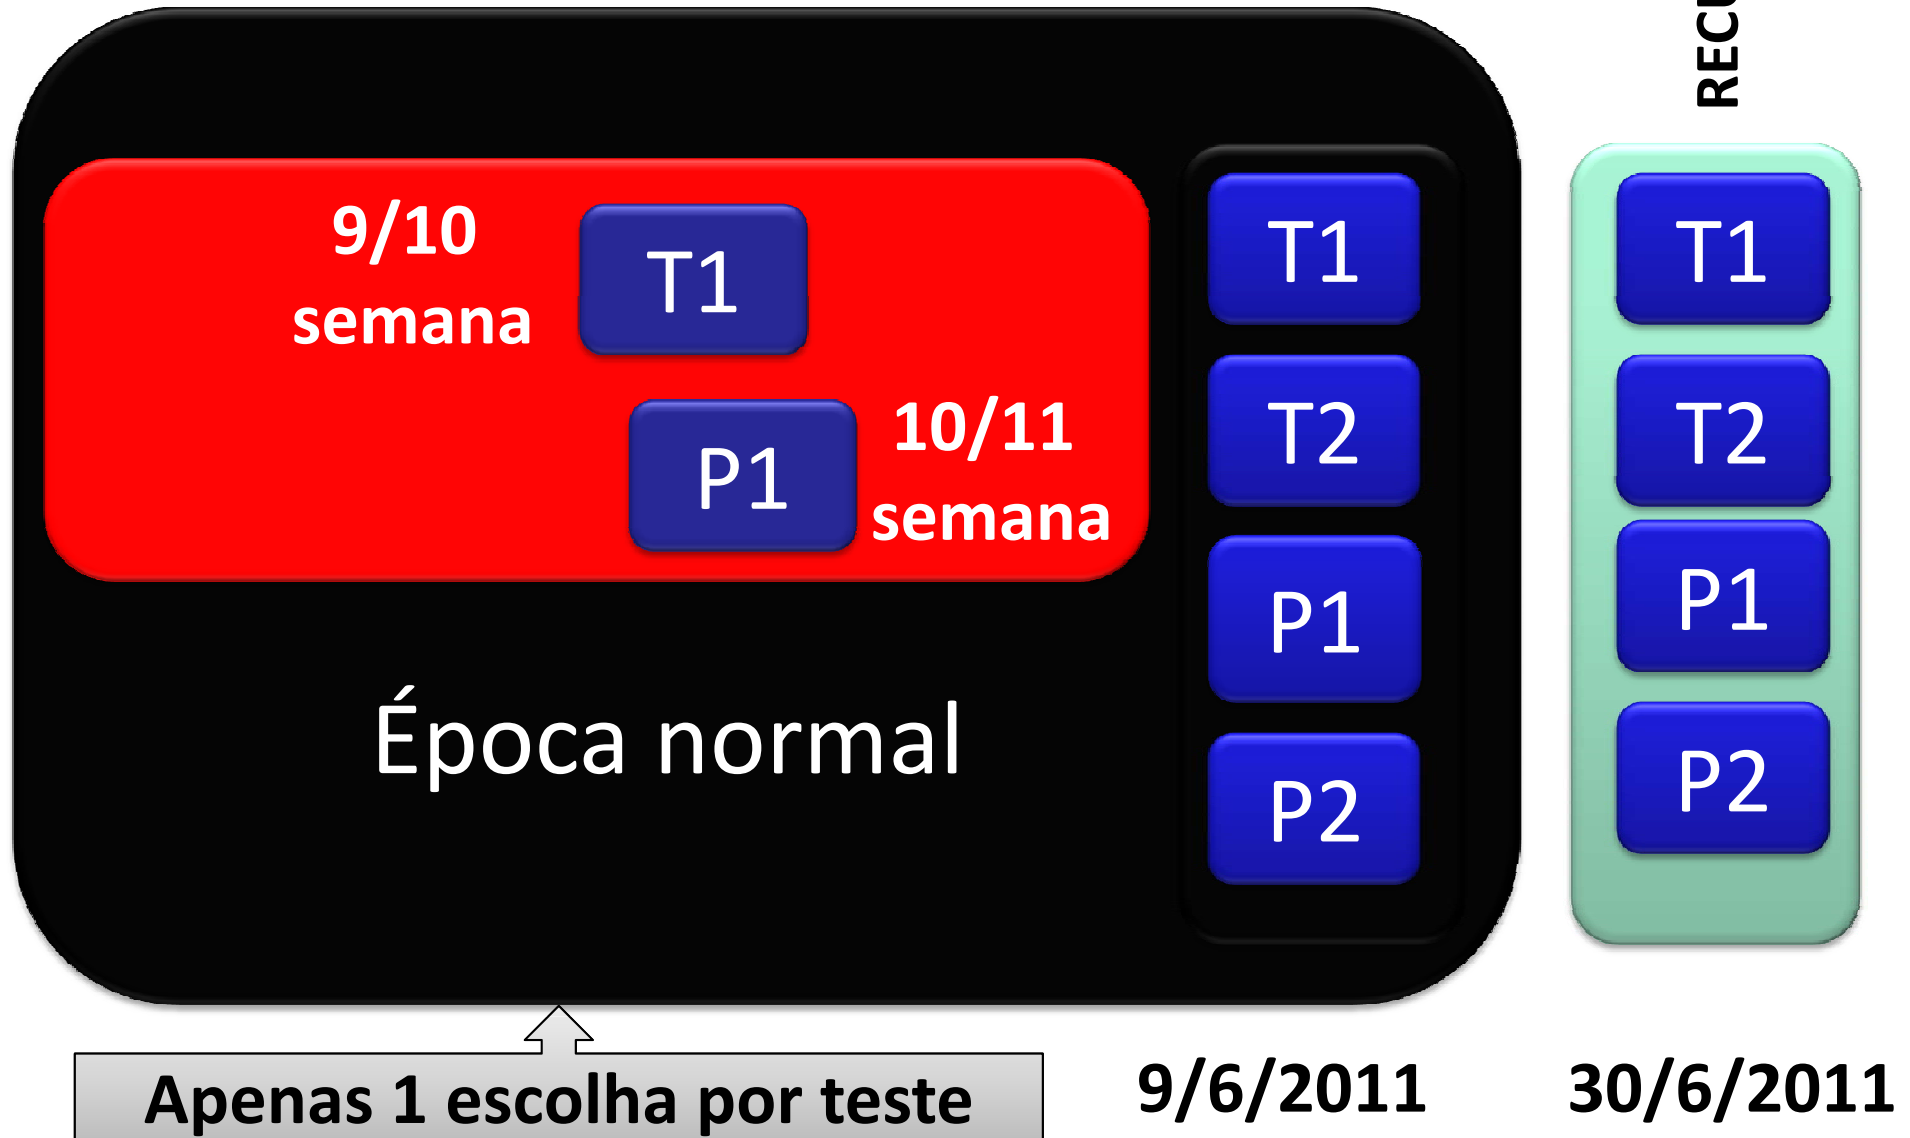 9/10
semana
T1
P1
10/11
semana
Época normal
T1
T2
P1
P2
T1
T2
P1
P2
Apenas 1 escolha por teste
9/6/2011
30/6/2011